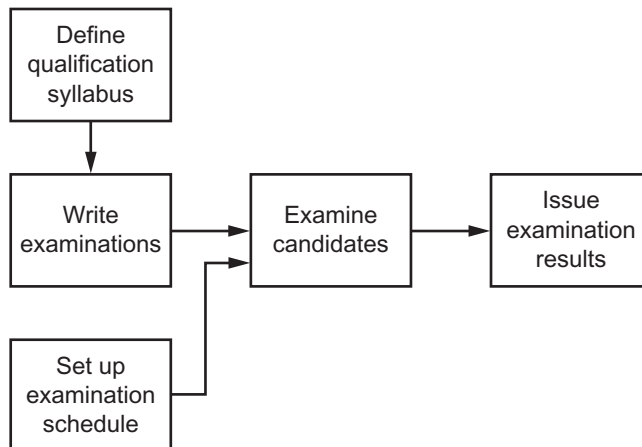 Define
qualification
syllabus
Write
examinations
Examine
candidates
Issue
examination
results
Set up
examination
schedule